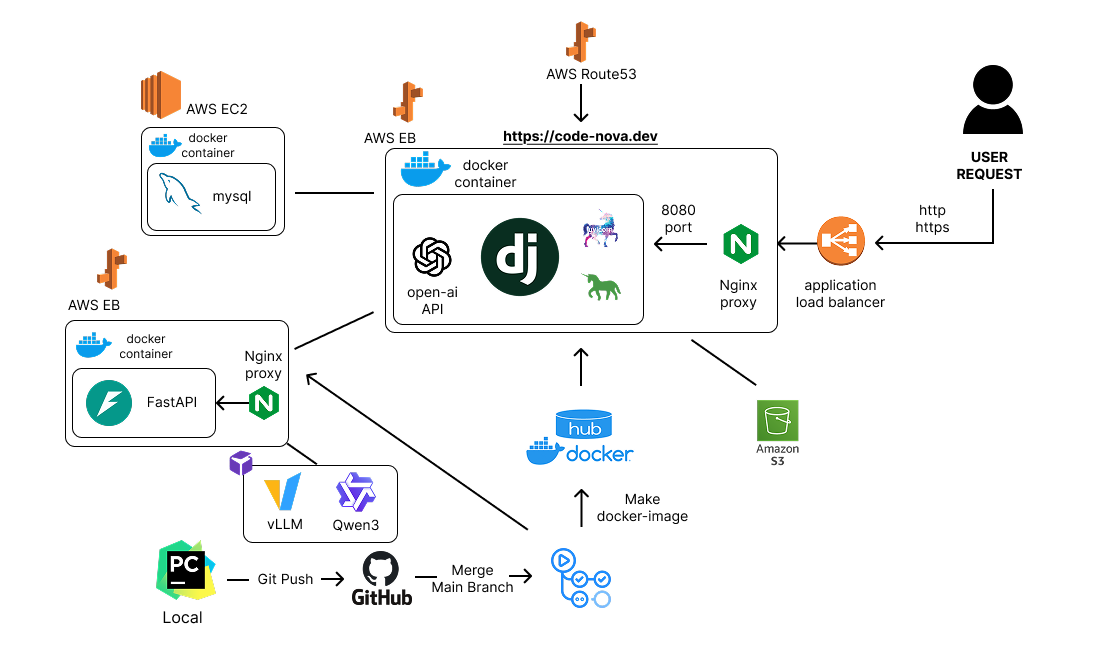 AWS Route53
AWS EC2
docker
container
mysql
AWS EB
https://code-nova.dev
docker
container
open-ai
API
dj
uvicorn
8080
port
N
Nginx
proxy
application
load balancer
http
https
USER
REQUEST
AWS EB
docker
container
FastAPI
Nginx
proxy
N
vLLM
Qwen3
hub
docker
Amazon
S3
Make
docker-image
PC
Local
Git Push
GitHub
Merge
Main Branch